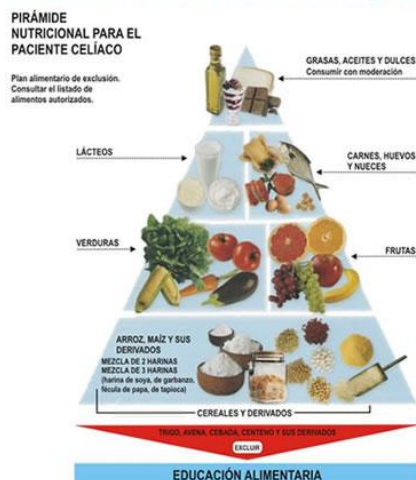 PIRÁMIDE
NUTRICIONAL PARA EL
PACIENTE CELÍACO
Plan alimentario de exclusión.
Consultar el listado de
alimentos autorizados.
GRASAS, ACEITES Y DULCES
Consumir con moderación
LÁCTEOS
CARNES, HUEVOS
Y NUECES
VERDURAS
FRUTAS
ARROZ, MAÍZ Y SUS
DERIVADOS
MEZCLA DE 2 HARINAS
MEZCLA DE 3 HARINAS
(harina de soya, de garbanzo,
fécula de papa, de tapioca)
CEREALES Y DERIVADOS
TRIGO, AVENA, CEBADA, CENTENO Y SUS DERIVADOS
EXCLUIR
EDUCACIÓN ALIMENTARIA